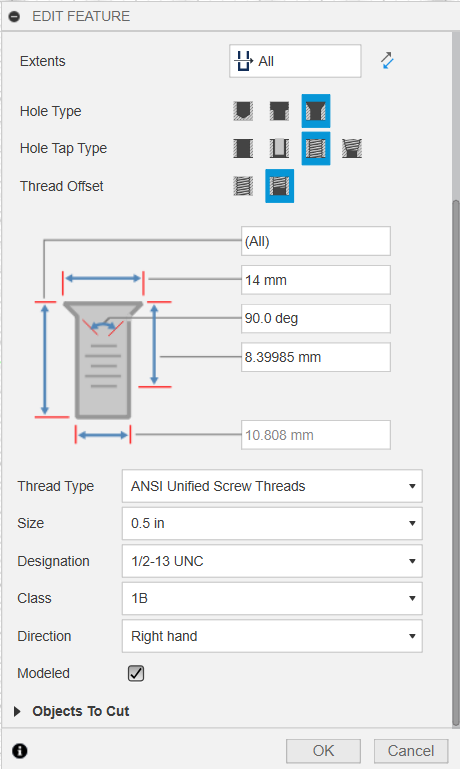 EDIT FEATURE
Extents All
Hole Type
Hole Tap Type
Thread Offset
(All)
14 mm
90.0 deg
8.39985 mm
10.808 mm
Thread Type ANSI Unified Screw Threads
Size 0.5 in
Designation 1/2-13 UNC
Class 1B
Direction Right hand
Modeled
Objects To Cut
OK Cancel